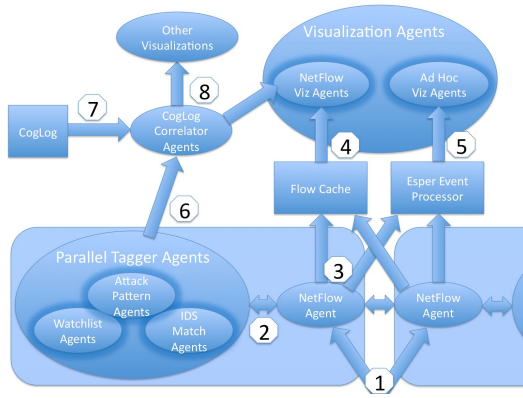 Other
Visualizations
Visualization Agents
NetFlow
Viz Agents
Ad Hoc
Viz Agents
7
8
CogLog
CogLog
Correlator
Agents
4
5
Flow Cache
Esper Event
Processor
6
Parallel Tagger Agents
Attack
Pattern
Agents
Watchlist
Agents
IDS
Match
Agents
3
2
NetFlow
Agent
NetFlow
Agent
1